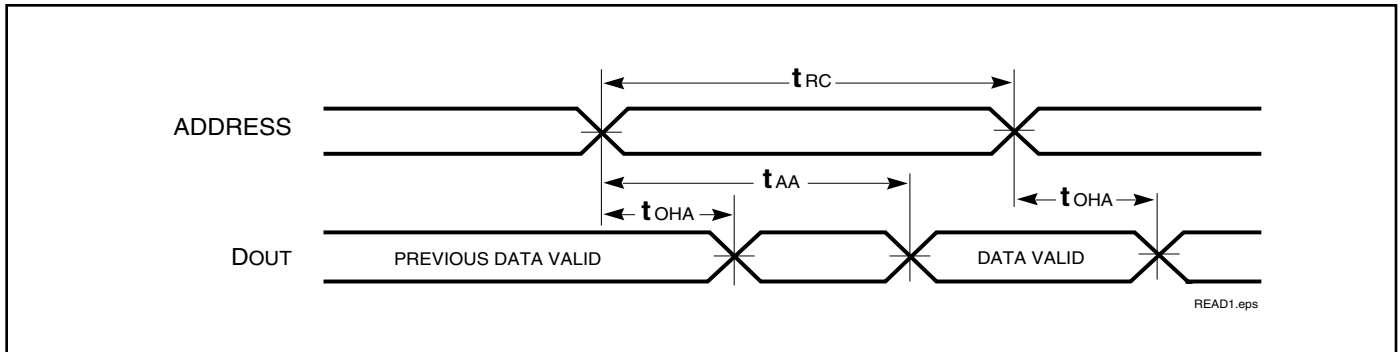 tRC
ADDRESS
tAA
tOHA
tOHA
DOUT
PREVIOUS DATA VALID
DATA VALID
READ1.eps